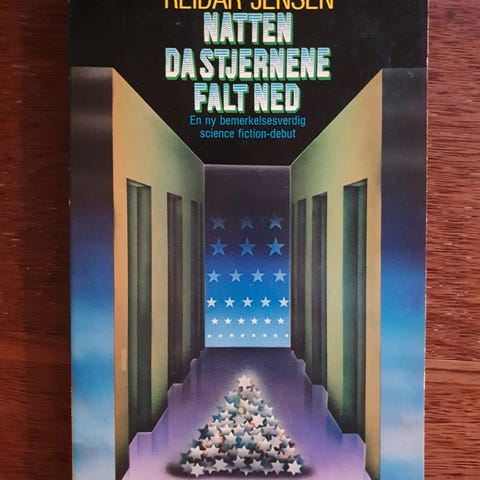 REIDAR JENSEN
NATTEN
DA STJERNENE
FALT NED
En ny bemerkelsesverdig
science fiction-debut